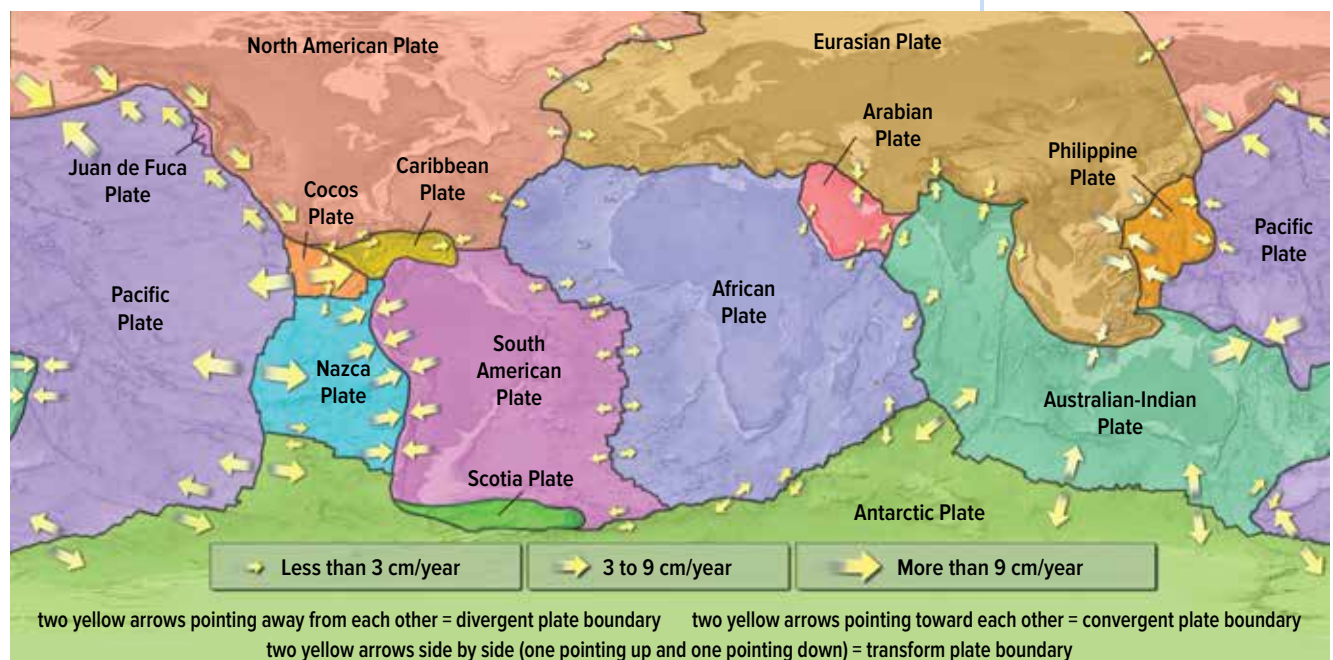 North American Plate
Eurasian Plate
Arabian
Plate
Philippine
Plate
Juan de Fuca
Plate
Caribbean
Plate
Cocos
Plate
Pacific
Plate
Pacific
Plate
African
Plate
South
American
Plate
Nazca
Plate
Australian-Indian
Plate
Scotia Plate
Antarctic Plate
Less than 3 cm/year
3 to 9 cm/year
More than 9 cm/year
two yellow arrows pointing away from each other = divergent plate boundary
two yellow arrows pointing toward each other = convergent plate boundary
two yellow arrows side by side (one pointing up and one pointing down) = transform plate boundary